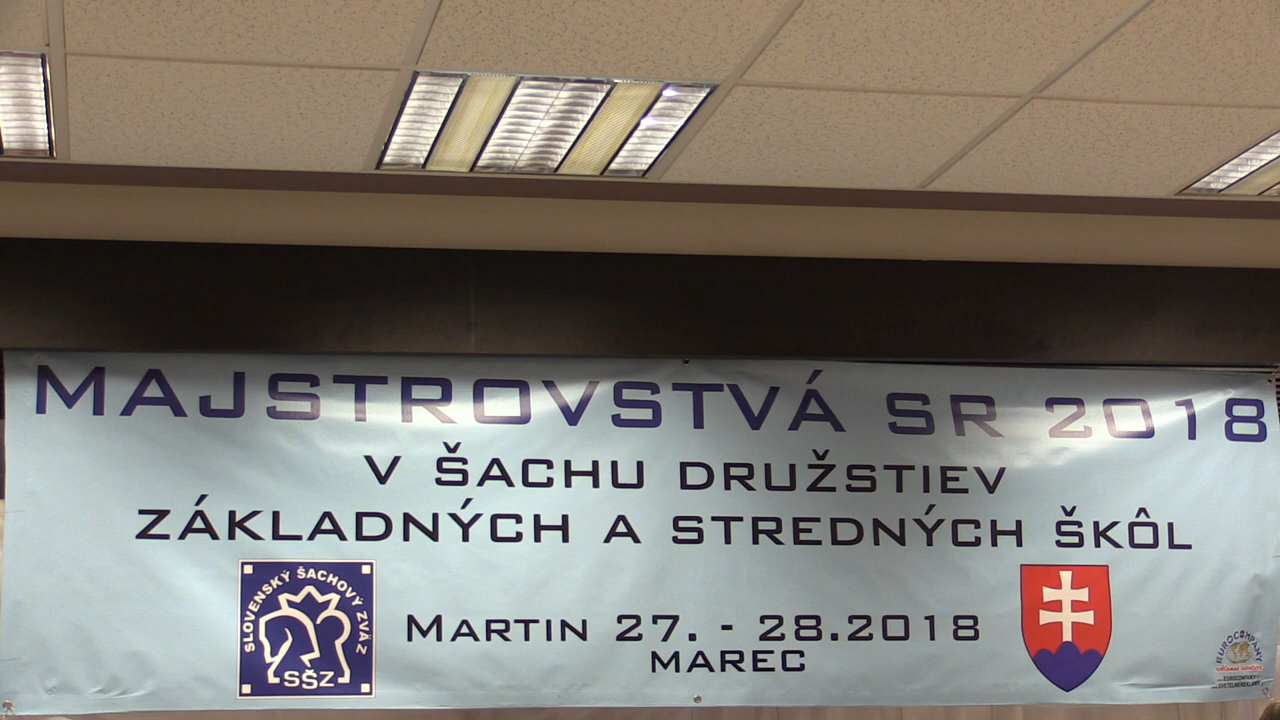 MAJSTROVSTVÁ SR 2018
V ŠACHU DRUŽSTIEV
ZÁKLADNÝCH A STREDNÝCH ŠKÔL
SLOVENSKÝ ŠACHOVÝ ZVÄZ
SŠZ
MARTIN 27. - 28.2018
MAREC
EUROCOMPANY